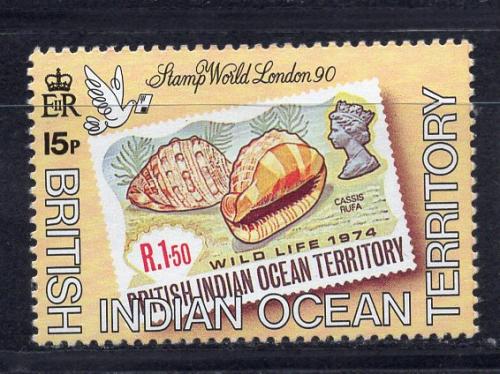 Stamp World London 90
EIIR
15P
CASSIS
RUFA
R.1·50
WILD LIFE 1974
BRITISH INDIAN OCEAN TERRITORY
BRITISH
INDIAN OCEAN
TERRITORY